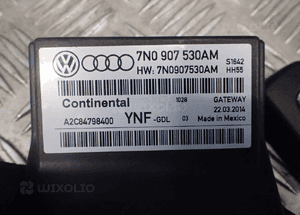 7N0 907 530AM
HW: 7N0907530AM
S1642
HH55
Continental
1028
GATEWAY
22.03.2014
A2C84798400
YNF -GDL
03
Made in Mexico
WIXOLIO